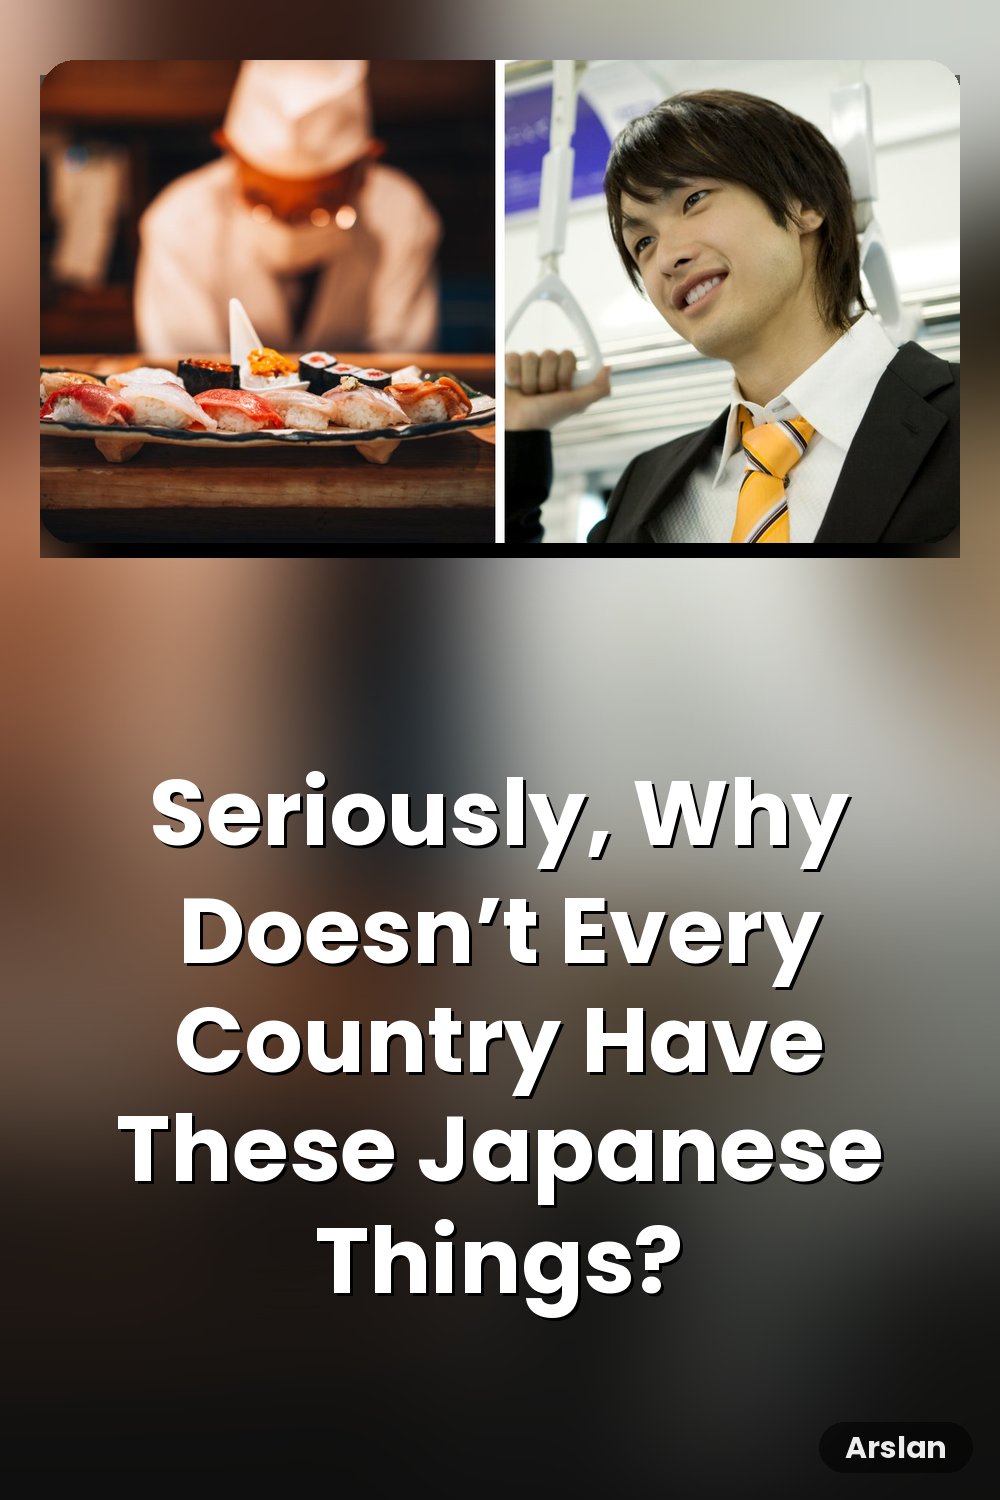 Seriously, Why
Doesn’t Every
Country Have
These Japanese
Things?
Arslan